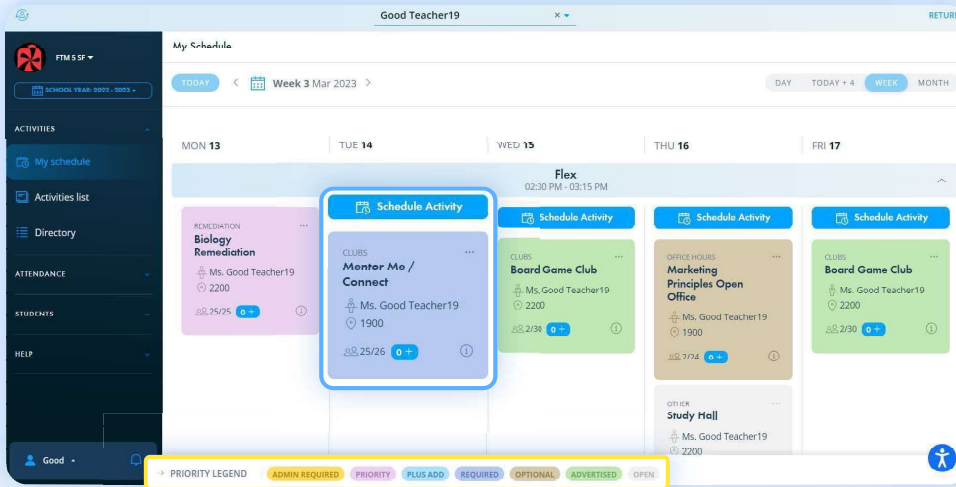 Good Teacher19
RETURN
FTM S SF
SCHOOL YEAR: 2022 - 2023
ACTIVITIES
My schedule
Activities list
Directory
ATTENDANCE
STUDENTS
HELP
Good
My Schedule
TODAY
Week 3 Mar 2023
DAY TODAY + 4 WEEK MONTH
MON 13 TUE 14 WED 15 THU 16 FRI 17
Flex
02:30 PM - 03:15 PM
REMEDIATION
Biology
Remediation
Ms. Good Teacher19
2200
25/25 0 +
Schedule Activity
CLUBS
Mentor Me /
Connect
Ms. Good Teacher19
1900
25/26 0 +
Schedule Activity
CLUBS
Board Game Club
Ms. Good Teacher19
2200
2/30 0 +
Schedule Activity
OFFICE HOURS
Marketing
Principles Open
Office
Ms. Good Teacher19
1900
2/24 0 +
OTHER
Study Hall
Ms. Good Teacher19
2200
Schedule Activity
CLUBS
Board Game Club
Ms. Good Teacher19
2200
2/30 0 +
→ PRIORITY LEGEND ADMIN REQUIRED PRIORITY PLUS ADD REQUIRED OPTIONAL ADVERTISED OPEN